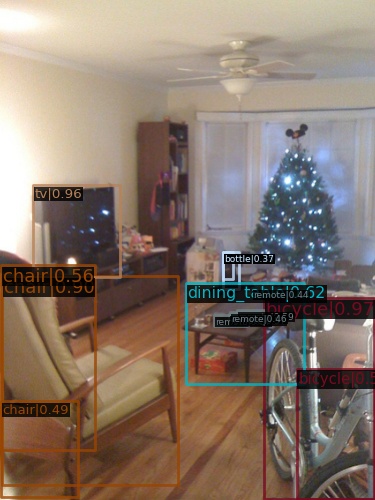 tv|0.96
bottle|0.37
chair|0.56
chair|0.90
dining_table|0.62
remote|0.44
remote|0.46
bicycle|0.97
chair|0.49